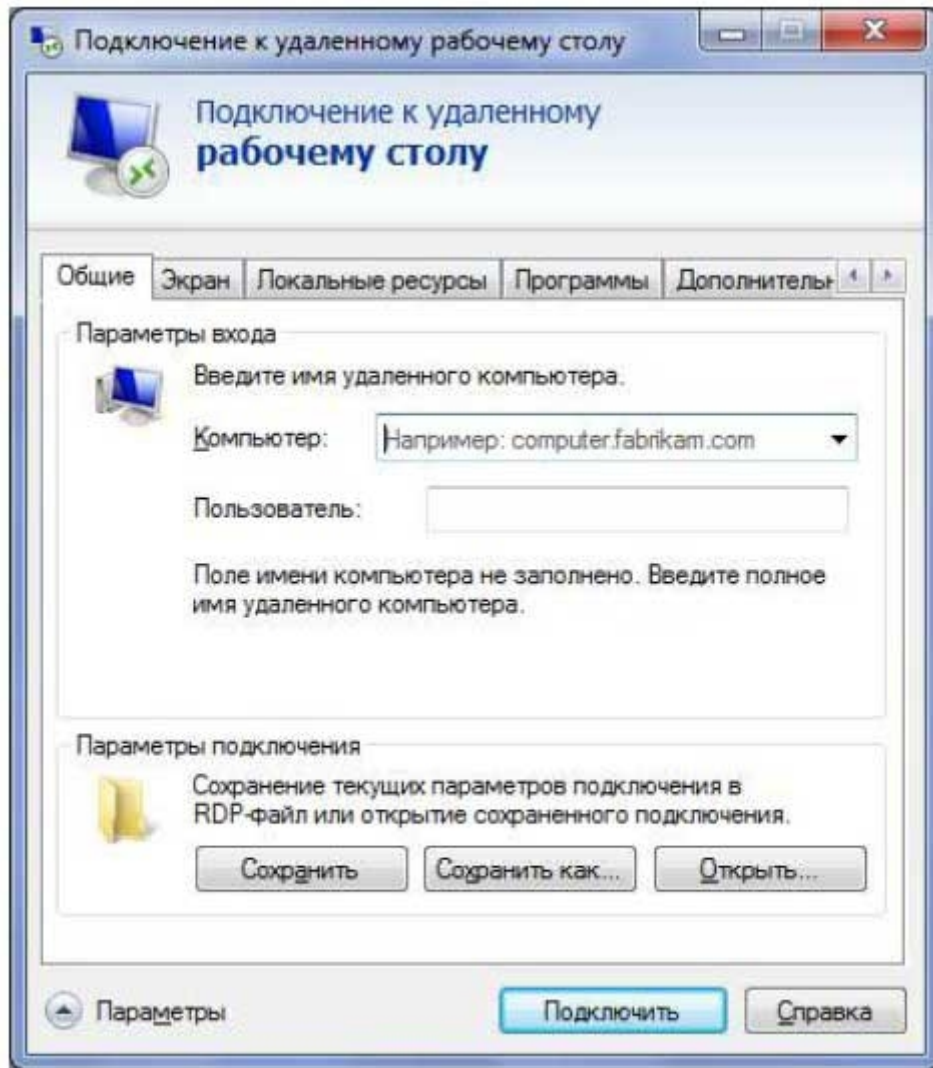 Подключение к удаленному рабочему столу
Подключение к удаленному
рабочему столу
Общие Экран Локальные ресурсы Программы Дополнительн
Параметры входа
Введите имя удаленного компьютера.
Компьютер: Например: computer.fabrikam.com
Пользователь:
Поле имени компьютера не заполнено. Введите полное
имя удаленного компьютера.
Параметры подключения
Сохранение текущих параметров подключения в
RDP-файл или открытие сохраненного подключения.
Сохранить Сохранить как... Открыть...
Параметры Подключить Справка